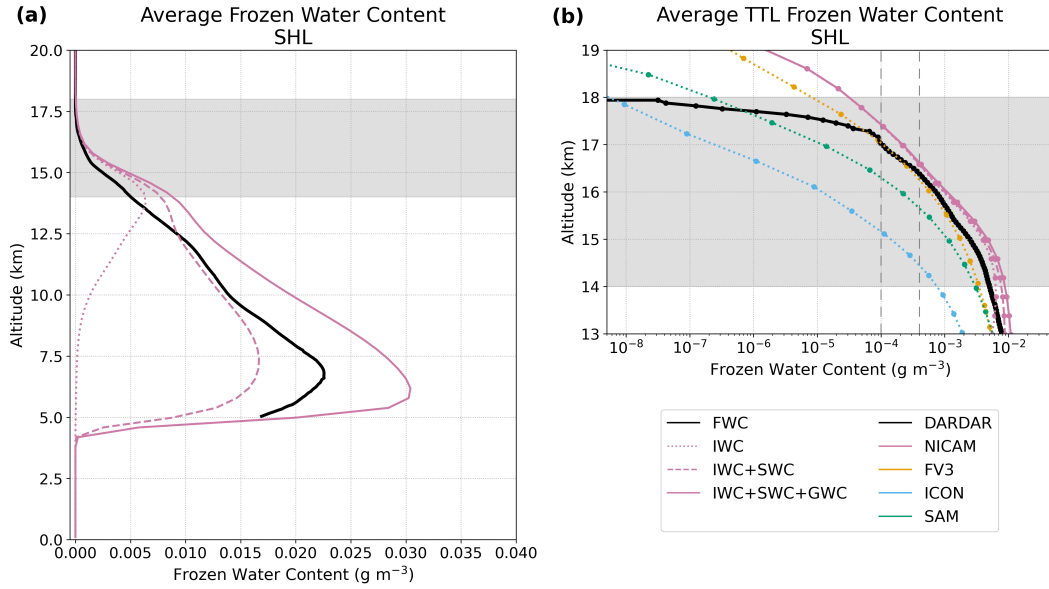 (a)
Average Frozen Water Content
SHL
20.0
17.5
15.0
12.5
10.0
7.5
5.0
2.5
0.0
Altitude (km)
0.000 0.005 0.010 0.015 0.020 0.025 0.030 0.035 0.040
Frozen Water Content (g m⁻³)
(b)
Average TTL Frozen Water Content
SHL
19
18
17
16
15
14
13
Altitude (km)
10⁻⁸ 10⁻⁷ 10⁻⁶ 10⁻⁵ 10⁻⁴ 10⁻³ 10⁻²
Frozen Water Content (g m⁻³)
FWC
IWC
IWC+SWC
IWC+SWC+GWC
DARDAR
NICAM
FV3
ICON
SAM